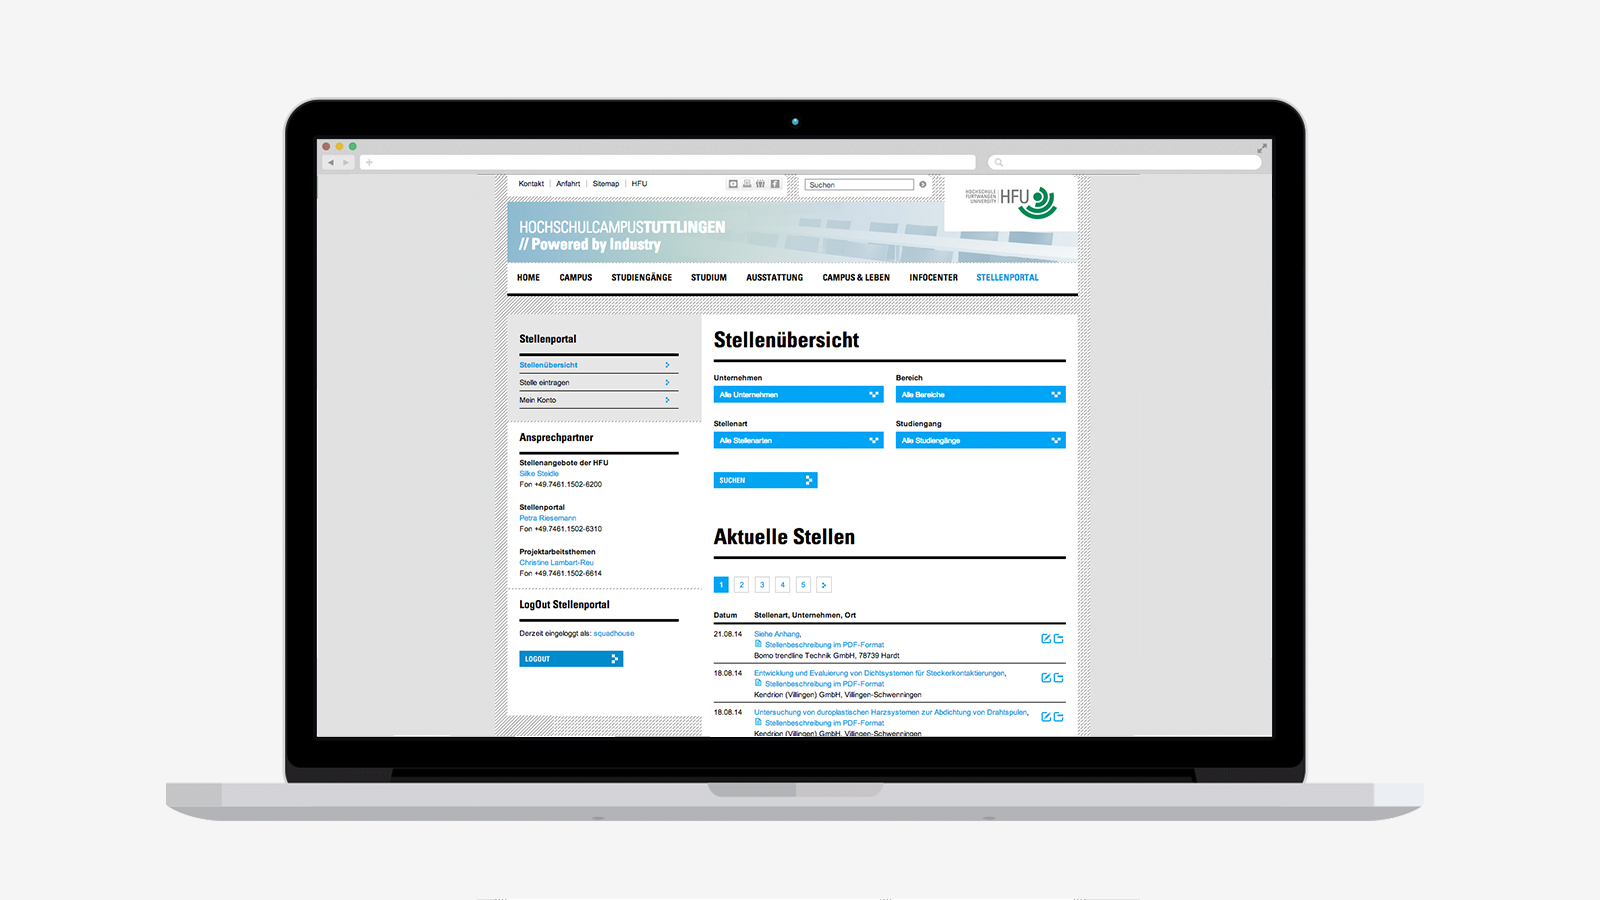 Kontakt | Anfahrt | Sitemap | HFU
Suchen
HOCHSCHULE
FURTWANGEN
UNIVERSITY
HFU
HOCHSCHULCAMPUSTUTTLINGEN
// Powered by Industry
HOME CAMPUS STUDIENGÄNGE STUDIUM AUSSTATTUNG CAMPUS & LEBEN INFOCENTER STELLENPORTAL
Stellenportal
Stellenübersicht
Stelle eintragen
Mein Konto
Ansprechpartner
Stellenangebote der HFU
Silke Steidle
Fon +49.7461.1502-6200
Stellenportal
Petra Riesemann
Fon +49.7461.1502-6310
Projektarbeitsthemen
Christine Lambart-Reu
Fon +49.7461.1502-6614
LogOut Stellenportal
Derzeit eingeloggt als: squadhouse
LOGOUT
Stellenübersicht
Unternehmen Bereich
Alle Unternehmen Alle Bereiche
Stellenart Studiengang
Alle Stellenarten Alle Studiengänge
SUCHEN
Aktuelle Stellen
1 2 3 4 5
Datum Stellenart, Unternehmen, Ort
21.08.14 Siehe Anhang,
Stellenbeschreibung im PDF-Format
Bomo trendline Technik GmbH, 78739 Hardt
18.08.14 Entwicklung und Evaluierung von Dichtsystemen für Steckerkontaktierungen,
Stellenbeschreibung im PDF-Format
Kendrion (Villingen) GmbH, Villingen-Schwenningen
18.08.14 Untersuchung von duroplastischen Harzsystemen zur Abdichtung von Drahtspulen,
Stellenbeschreibung im PDF-Format
Kendrion (Villingen) GmbH, Villingen-Schwenningen